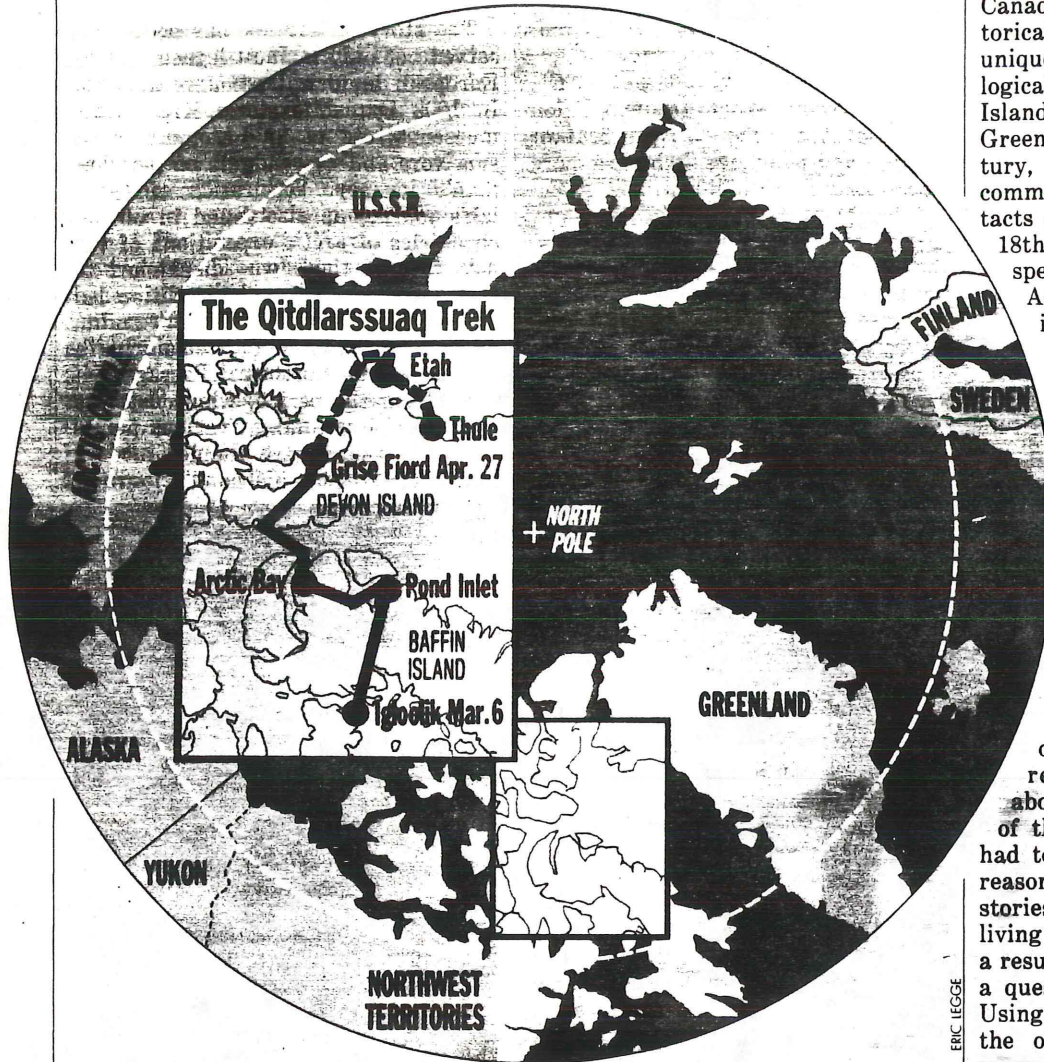 U.S.S.R.
The Qitdlarssuaq Trek
Etah
Thule
Grise Fiord Apr. 27
DEVON ISLAND
Arctic Bay
Pond Inlet
BAFFIN
ISLAND
Igloolik Mar. 6
ARCTIC CIRCLE
FINLAND
SWEDEN
NORTH
POLE
GREENLAND
ALASKA
YUKON
NORTHWEST
TERRITORIES
ERIC LEGGE
Canad
torica
unique
logica
Island
Green
tury,
comm
tacts
18th
spe
A
i
o
re
abo
of th
had to
reason
stories
living
a resu
a que
Using
the o